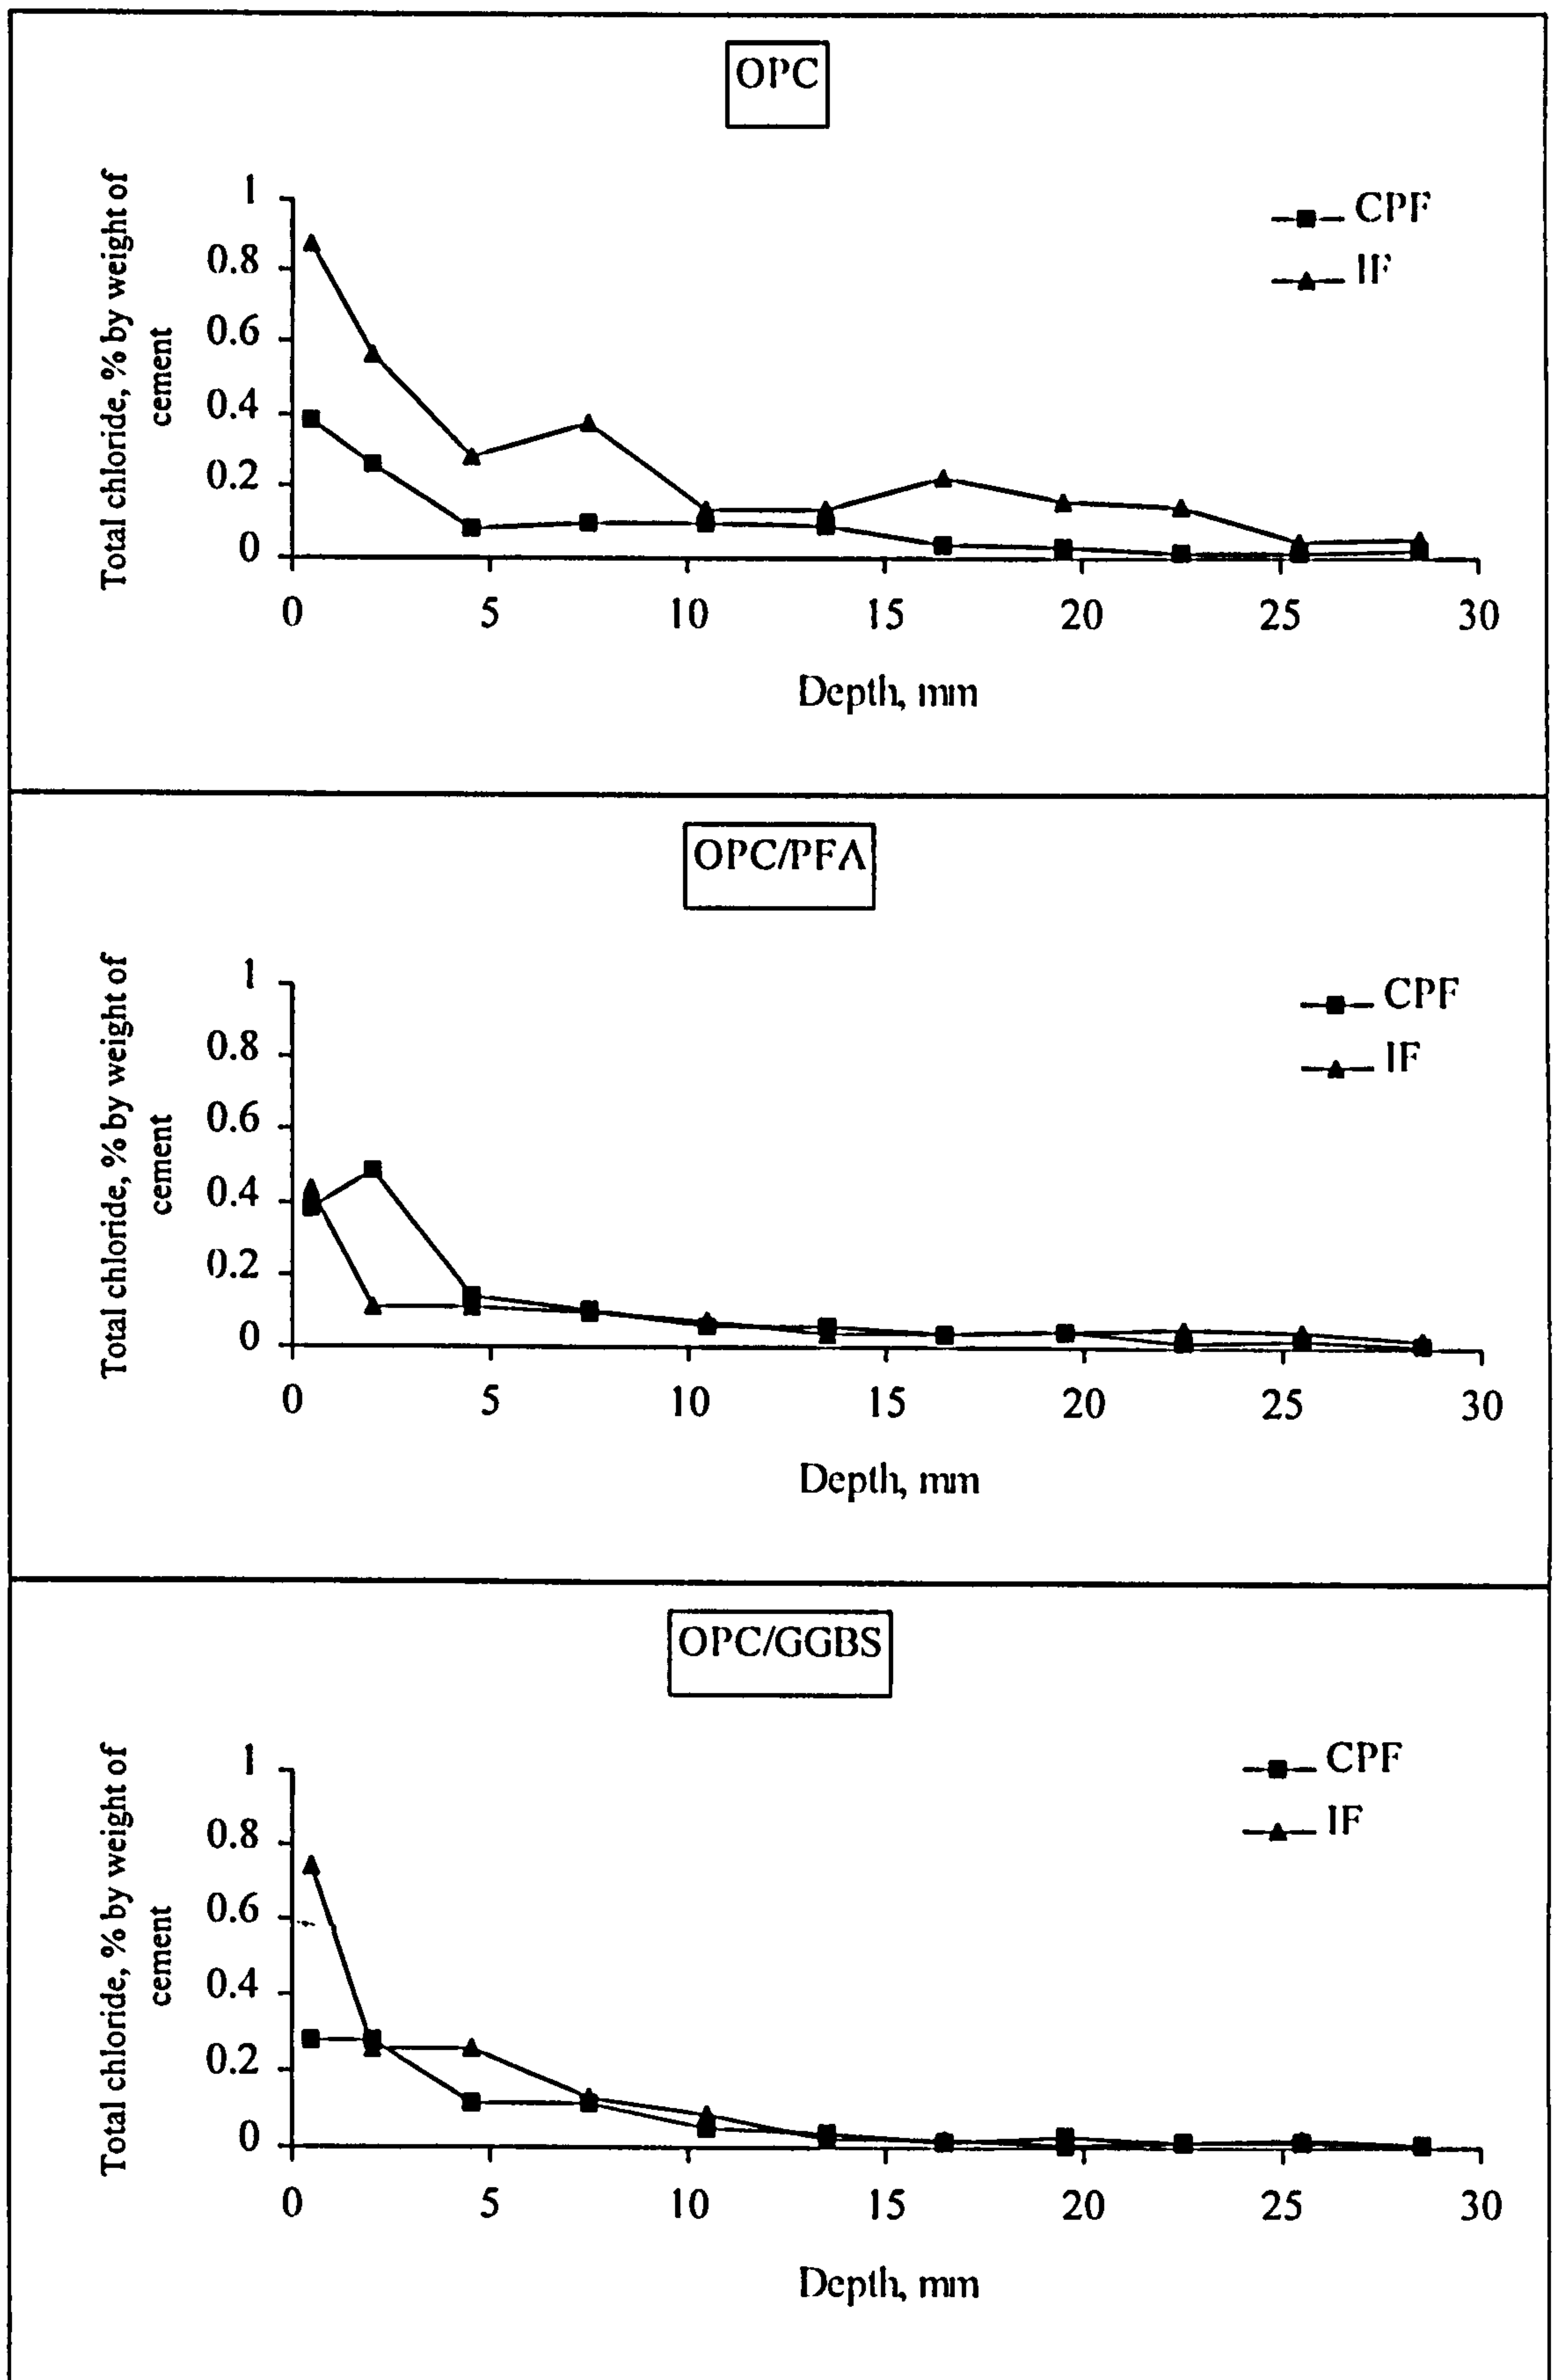 OPC
Total chloride, % by weight of
cement
1
0.8
0.6
0.4
0.2
0
CPF
IF
0 5 10 15 20 25 30
Depth, mm
OPC/PFA
Total chloride, % by weight of
cement
1
0.8
0.6
0.4
0.2
0
CPF
IF
0 5 10 15 20 25 30
Depth, mm
OPC/GGBS
Total chloride, % by weight of
cement
1
0.8
0.6
0.4
0.2
0
CPF
IF
0 5 10 15 20 25 30
Depth, mm